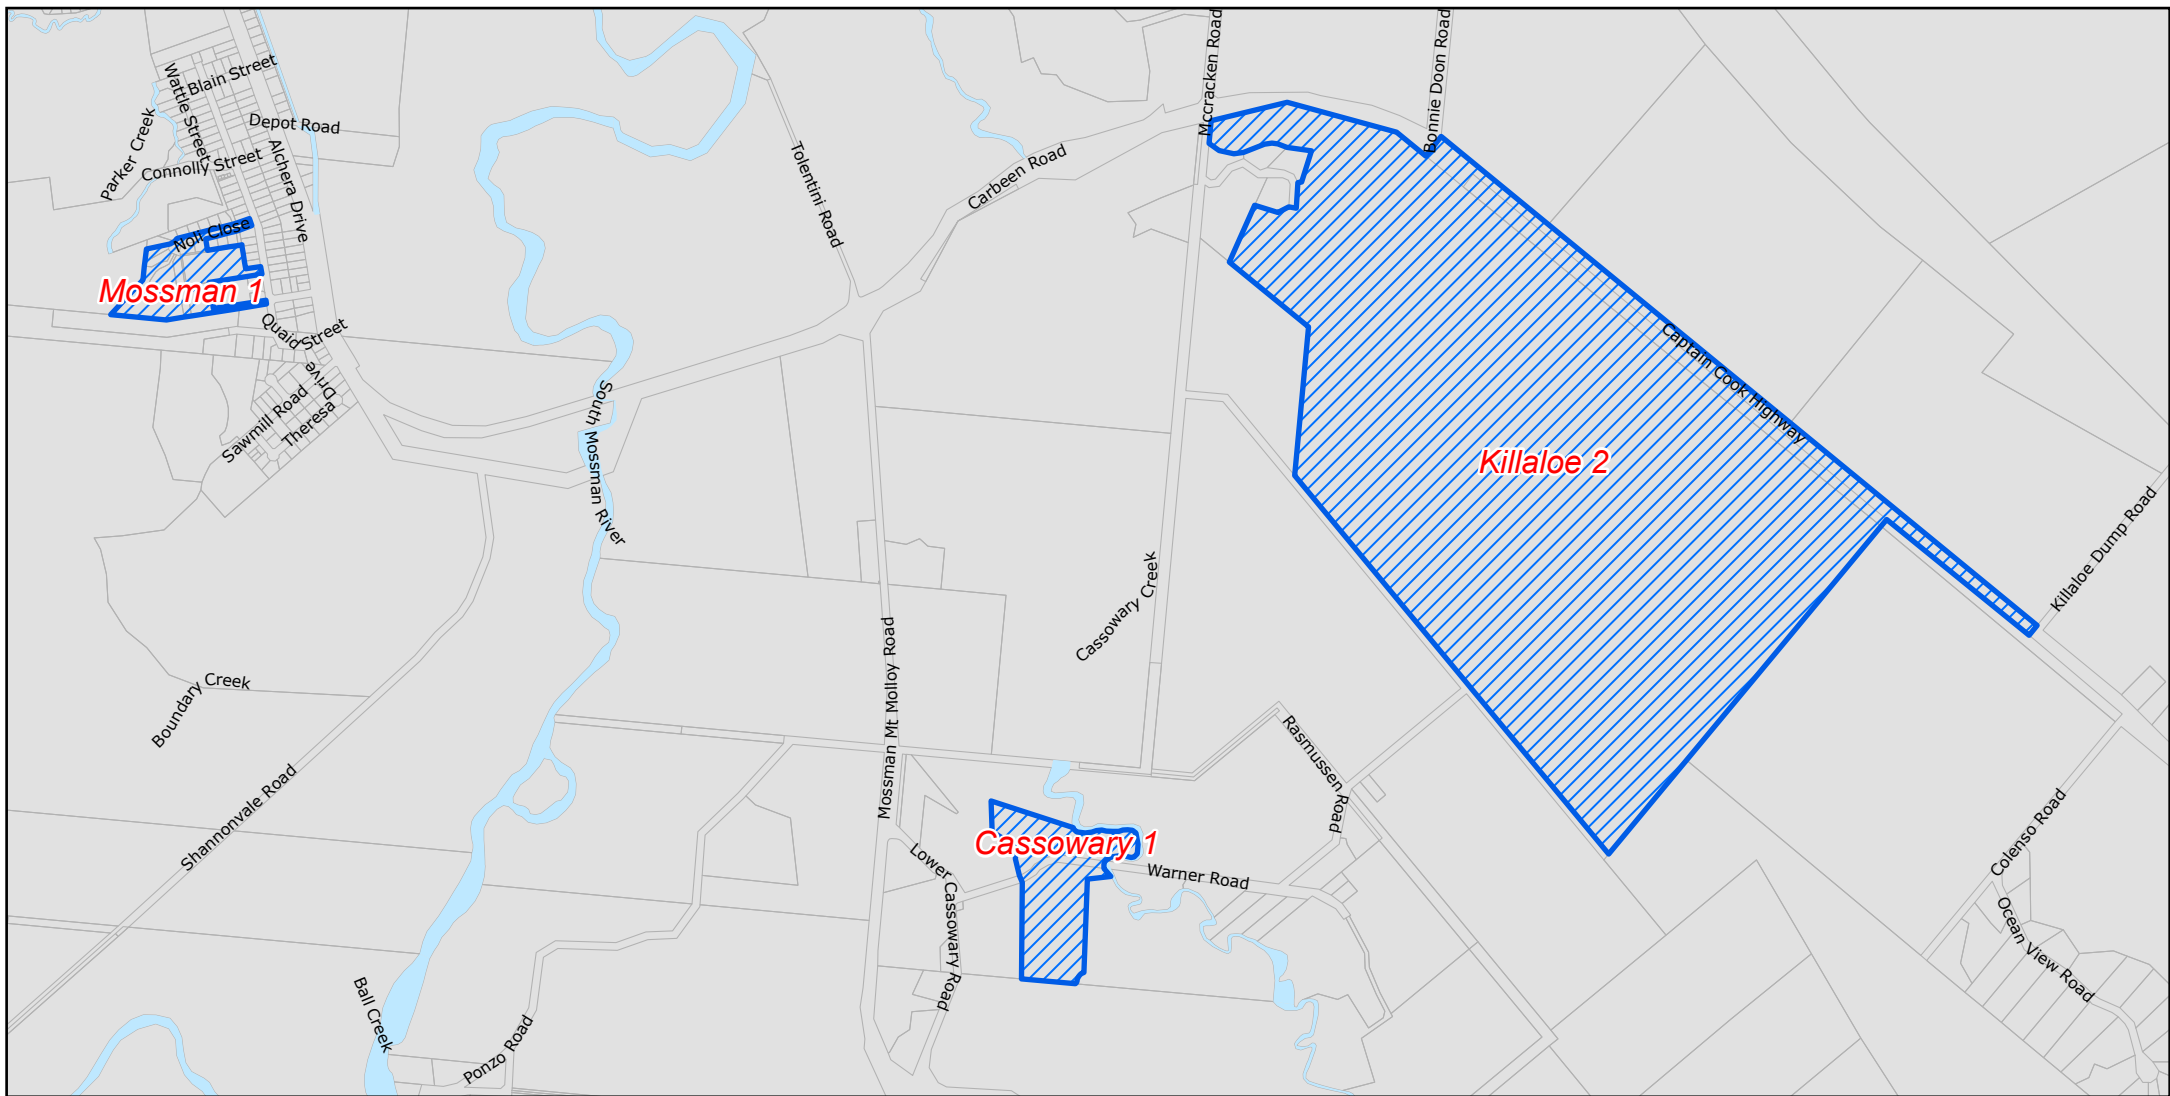 Mccracken Road
Bonnie Doon Road
Blain Street
Wattle Street
Depot Road
Parker Creek
Connolly Street
Alchera Drive
Tolentini Road
Carbeen Road
Noli Close
Mossman 1
Quaid Street
Drive
Captain Cook Highway
Sawmill Road
Theresa
South Mossman River
Killaloe 2
Killaloe Dump Road
Cassowary Creek
Boundary Creek
Mossman Mt Molloy Road
Rasmussen Road
Shannonvale Road
Cassowary 1
Lower Cassowary Road
Warner Road
Colenso Road
Ocean View Road
Ball Creek
Ponzo Road